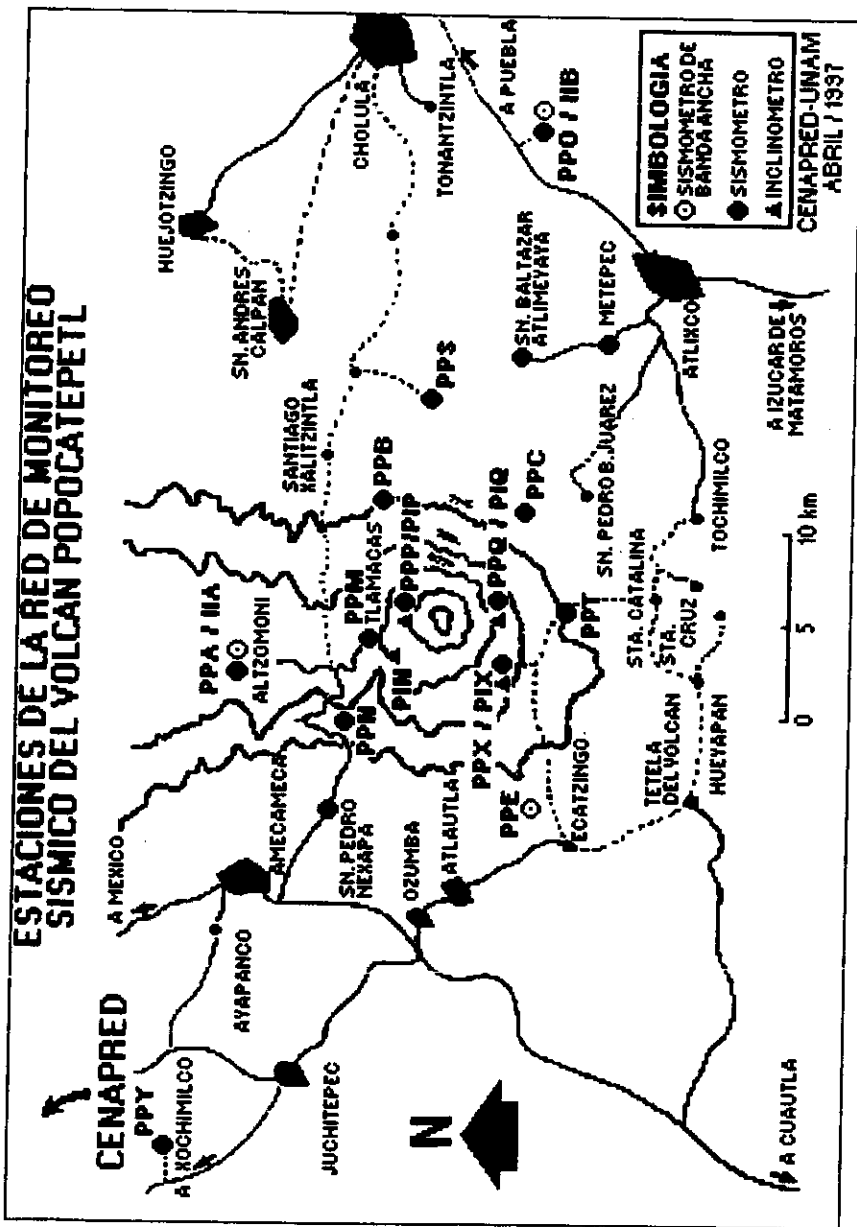 ESTACIONES DE LA RED DE MONITOREO
SISMICO DEL VOLCAN POPOCATEPETL
CENAPRED
PPY
A XOCHIMILCO
A MEXICO
AYAPANCO
AMECAMECA
JUCHITEPEC
SN. PEDRO
NEXAPA
OZUMBA
ATLAUTLA
ECATZINGO
PPE
PPA / IIA
ALTZOMONI
PPN
PPM
TLAMACAS
PIN
PPP/PIP
PPB
PPX / PIX
PPQ / PIQ
PPC
PPT
SANTIAGO
XALITZINTLA
PPS
HUEJOTZINGO
SN. ANDRES
CALPAN
CHOLULA
TONANTZINTLA
A PUEBLA
PPO / IIB
SN. BALTAZAR
ATLIMEYAYA
METEPEC
ATLIXCO
SN. PEDRO B. JUAREZ
TOCHIMILCO
STA. CATALINA
STA.
CRUZ
TETELA
DEL VOLCAN
HUEYAPAN
A IZUCAR DE
MATAMOROS
A CUAUTLA
N
0 5 10 km
SIMBOLOGIA
SISMOMETRO DE
BANDA ANCHA
SISMOMETRO
INCLINOMETRO
CENAPRED-UNAM
ABRIL / 1997